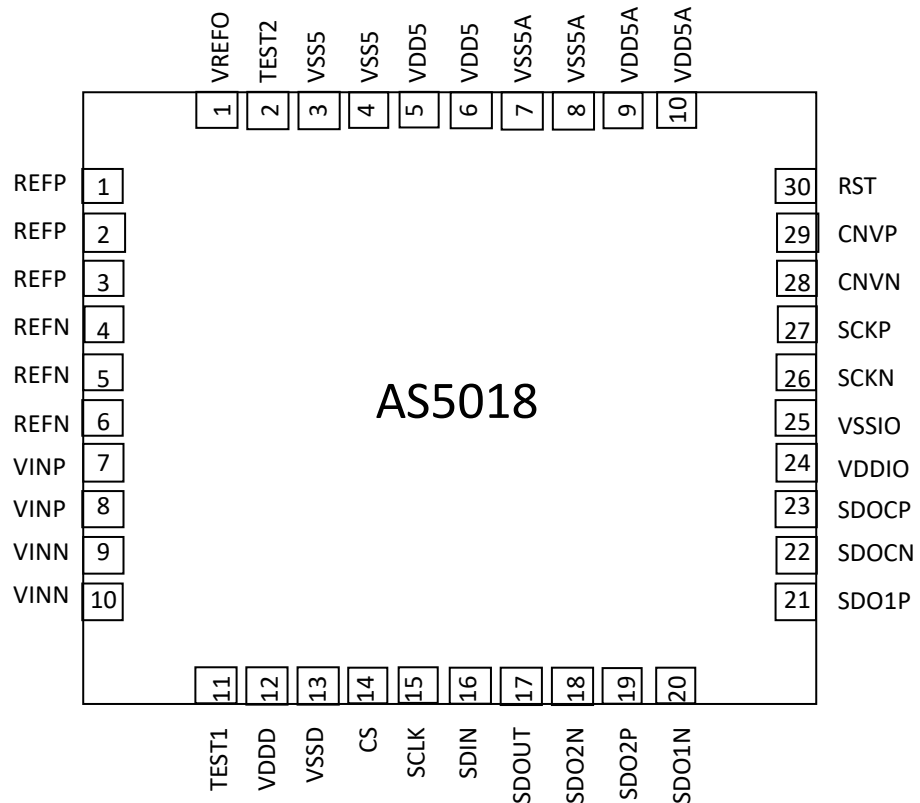 VREFO TEST2 VSS5 VSS5 VDD5 VDD5 VSS5A VSS5A VDD5A VDD5A
1 2 3 4 5 6 7 8 9 10
REFP 1
REFP 2
REFP 3
REFN 4
REFN 5
REFN 6
VINP 7
VINP 8
VINN 9
VINN 10
AS5018
30 RST
29 CNVP
28 CNVN
27 SCKP
26 SCKN
25 VSSIO
24 VDDIO
23 SDOCP
22 SDOCN
21 SDO1P
11 12 13 14 15 16 17 18 19 20
TEST1 VDDD VSSD CS SCLK SDIN SDOUT SDO2N SDO2P SDO1N